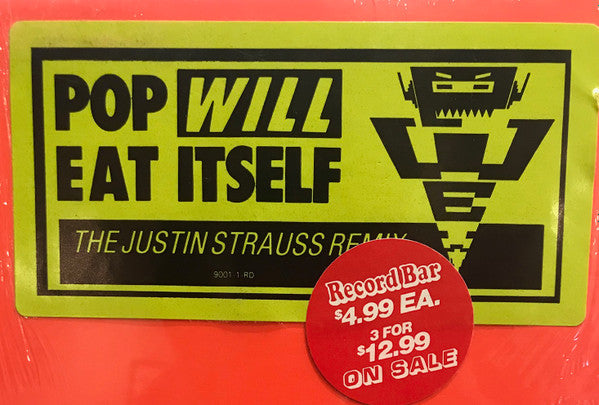 POP WILL
EAT ITSELF
THE JUSTIN STRAUSS REMIX
9001-1-RD
Record Bar
$4.99 EA.
3 FOR
$12.99
ON SALE